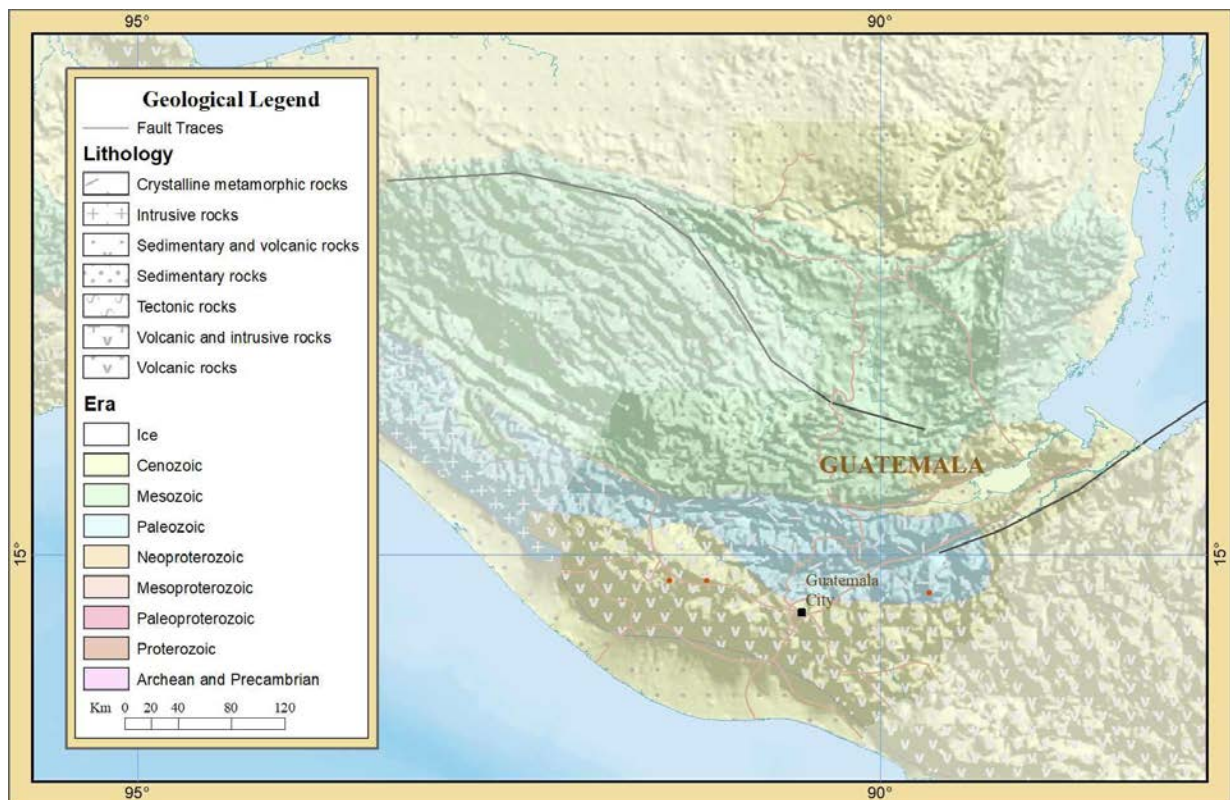 95°
90°
Geological Legend
Fault Traces
Lithology
Crystalline metamorphic rocks
Intrusive rocks
Sedimentary and volcanic rocks
Sedimentary rocks
Tectonic rocks
Volcanic and intrusive rocks
Volcanic rocks
Era
Ice
Cenozoic
Mesozoic
Paleozoic
Neoproterozoic
Mesoproterozoic
Paleoproterozoic
Proterozoic
Archean and Precambrian
Km 0 20 40 80 120
GUATEMALA
15°
15°
Guatemala
City
95°
90°